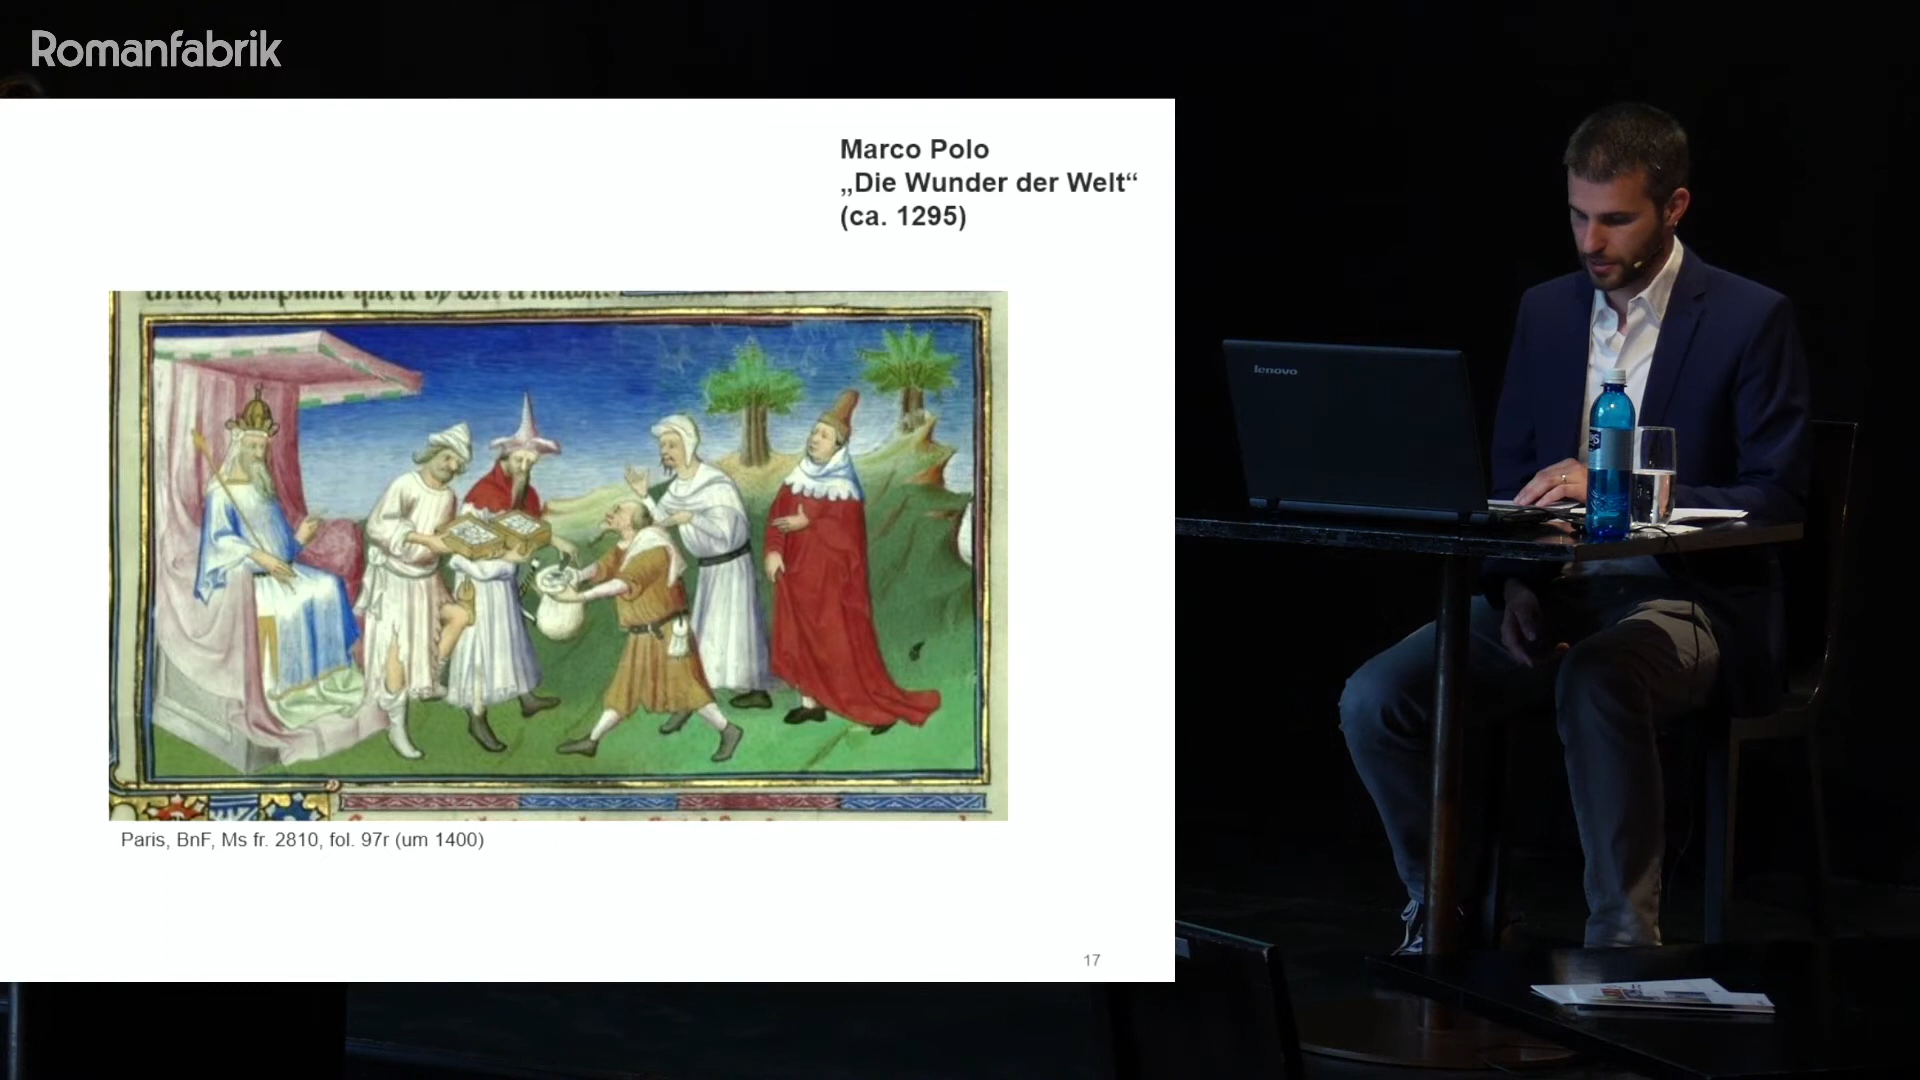 Romanfabrik
Marco Polo
„Die Wunder der Welt“
(ca. 1295)
lenovo
Paris, BnF, Ms fr. 2810, fol. 97r (um 1400)
17